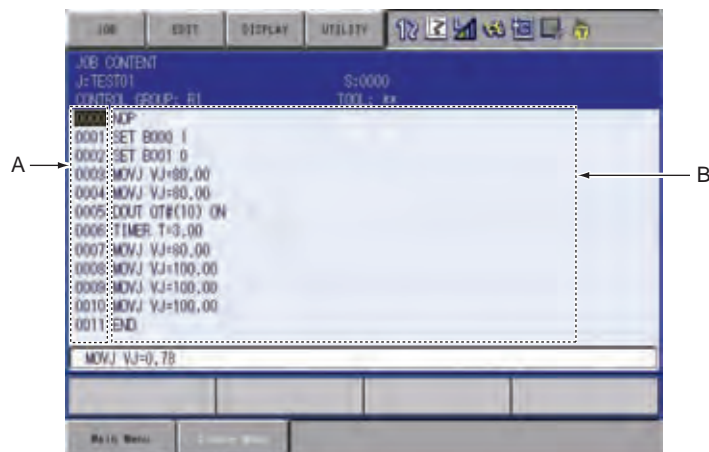 JOB EDIT DISPLAY UTILITY
JOB CONTENT
J:TEST01 S:0000
CONTROL GROUP: R1 TOOL: **
0000 NOP
0001 SET B000 1
0002 SET B001 0
A 0003 MOVJ VJ=80.00 B
0004 MOVJ VJ=80.00
0005 DOUT OT#(10) ON
0006 TIMER T=3.00
0007 MOVJ VJ=80.00
0008 MOVJ VJ=100.00
0009 MOVJ VJ=100.00
0010 MOVJ VJ=100.00
0011 END
MOVJ VJ=0.78
Main Menu